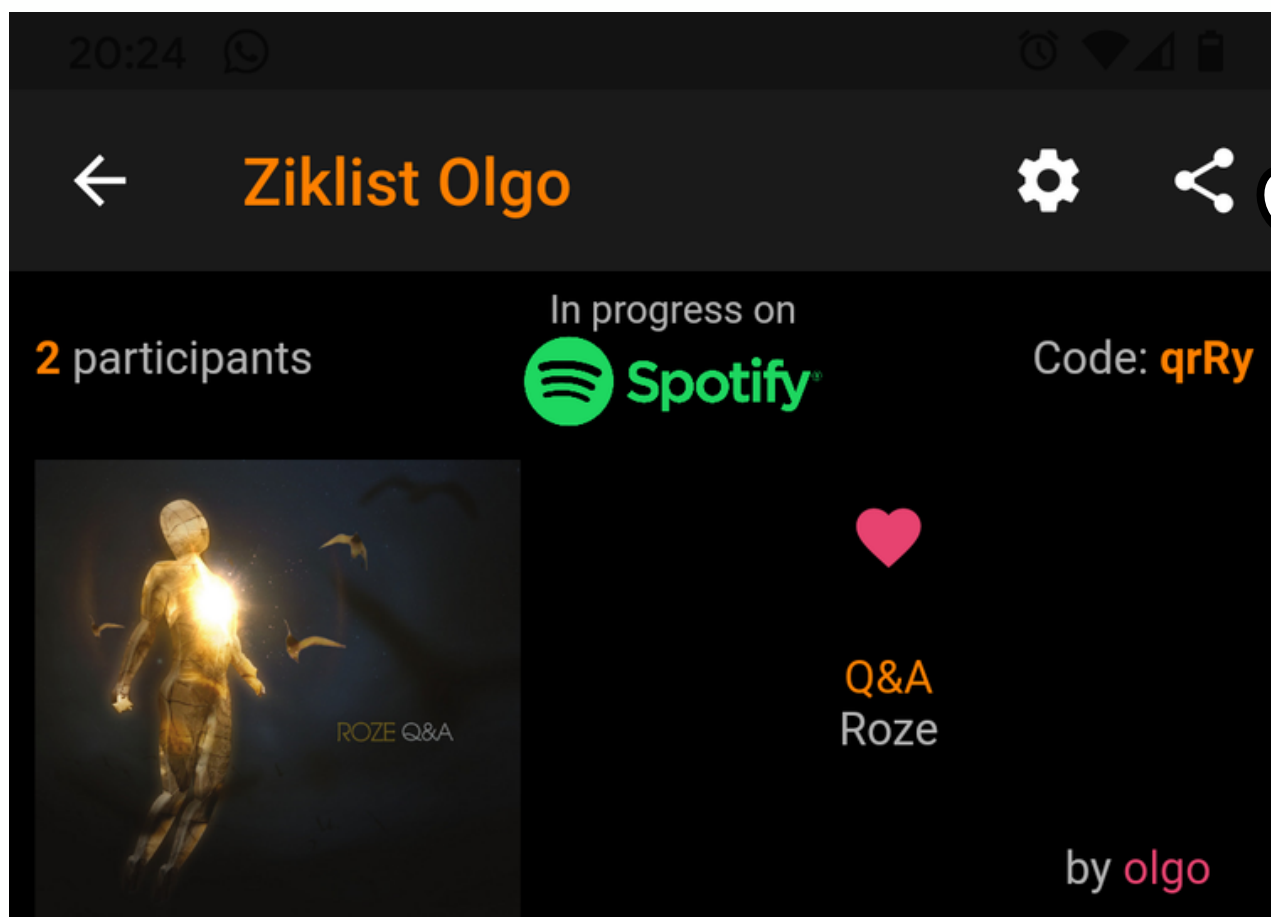 20:24
Ziklist Olgo
In progress on
2 participants
Spotify®
Code: qrRy
ROZE Q&A
Q&A
Roze
by olgo